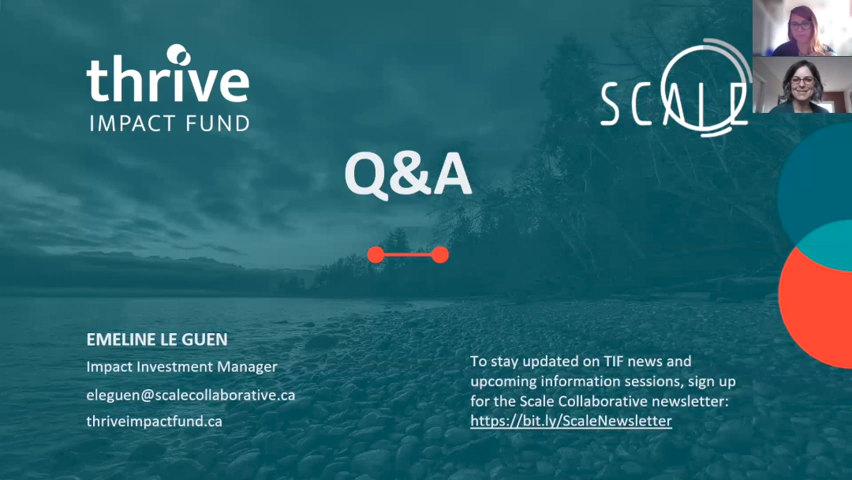 thrive
IMPACT FUND
SCALE
Q&A
EMELINE LE GUEN
Impact Investment Manager
eleguen@scalecollaborative.ca
thriveimpactfund.ca
To stay updated on TIF news and
upcoming information sessions, sign up
for the Scale Collaborative newsletter:
https://bit.ly/ScaleNewsletter